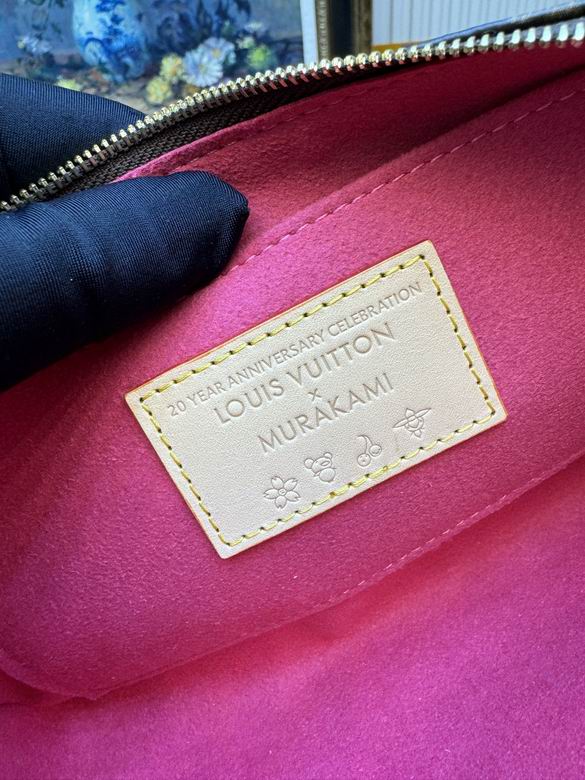 20 YEAR ANNIVERSARY CELEBRATION
LOUIS VUITTON
×
MURAKAMI